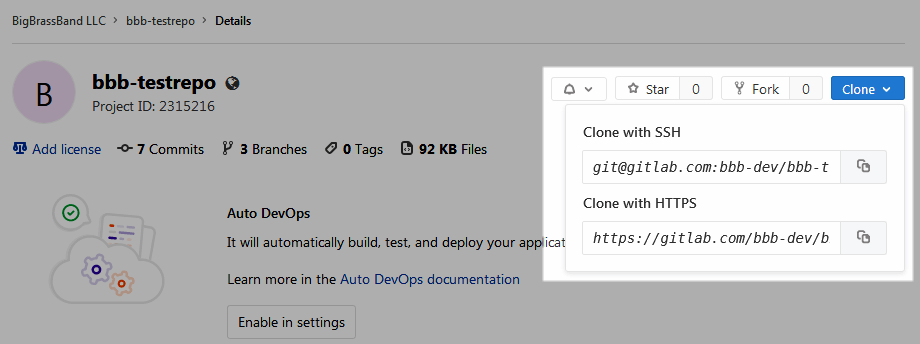 BigBrassBand LLC > bbb-testrepo > Details
B
bbb-testrepo
Project ID: 2315216
Star 0 Fork 0 Clone
Add license 7 Commits 3 Branches 0 Tags 92 KB Files
Clone with SSH
git@gitlab.com:bbb-dev/bbb-t
Clone with HTTPS
https://gitlab.com/bbb-dev/b
Auto DevOps
It will automatically build, test, and deploy your applicat
Learn more in the Auto DevOps documentation
Enable in settings